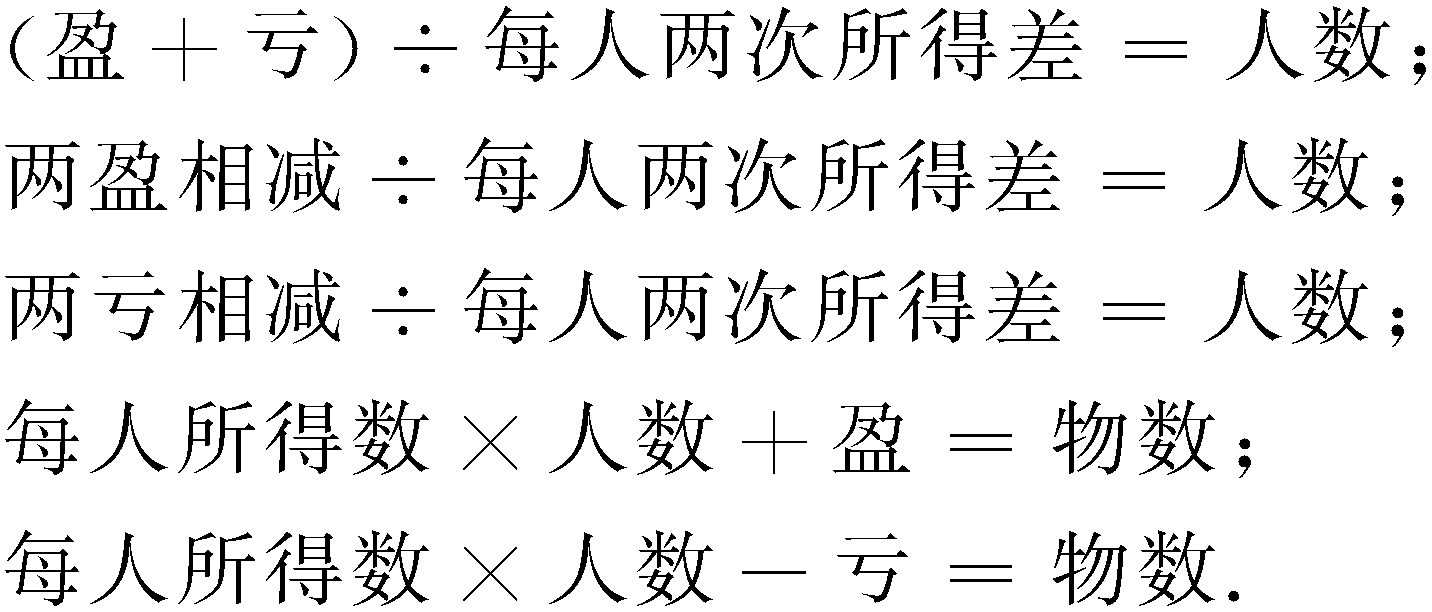 (盈 + 亏) ÷ 每人两次所得差 = 人数;
两盈相减 ÷ 每人两次所得差 = 人数;
两亏相减 ÷ 每人两次所得差 = 人数;
每人所得数 × 人数 + 盈 = 物数;
每人所得数 × 人数 − 亏 = 物数.